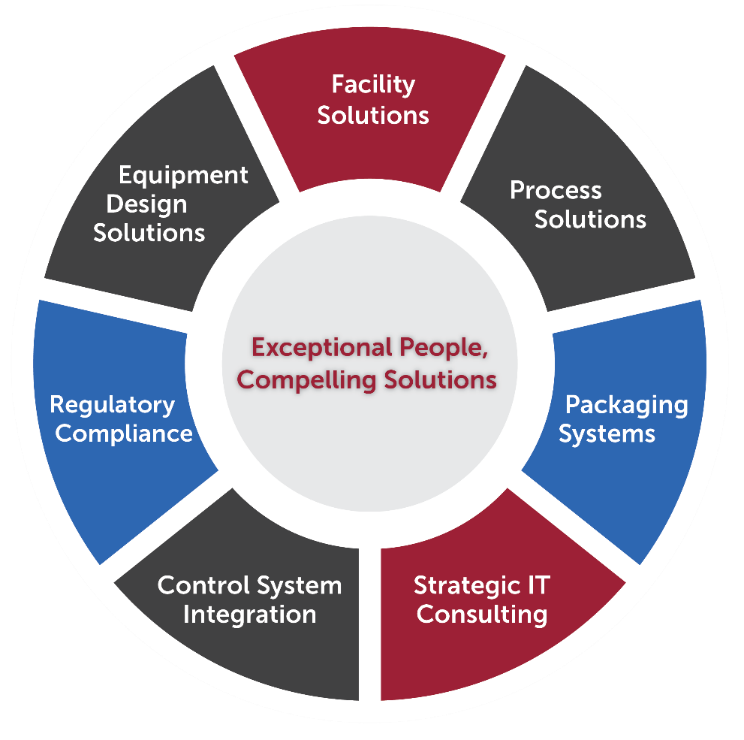 Facility
Solutions
Process
Solutions
Packaging
Systems
Strategic IT
Consulting
Control System
Integration
Regulatory
Compliance
Equipment
Design
Solutions
Exceptional People,
Compelling Solutions